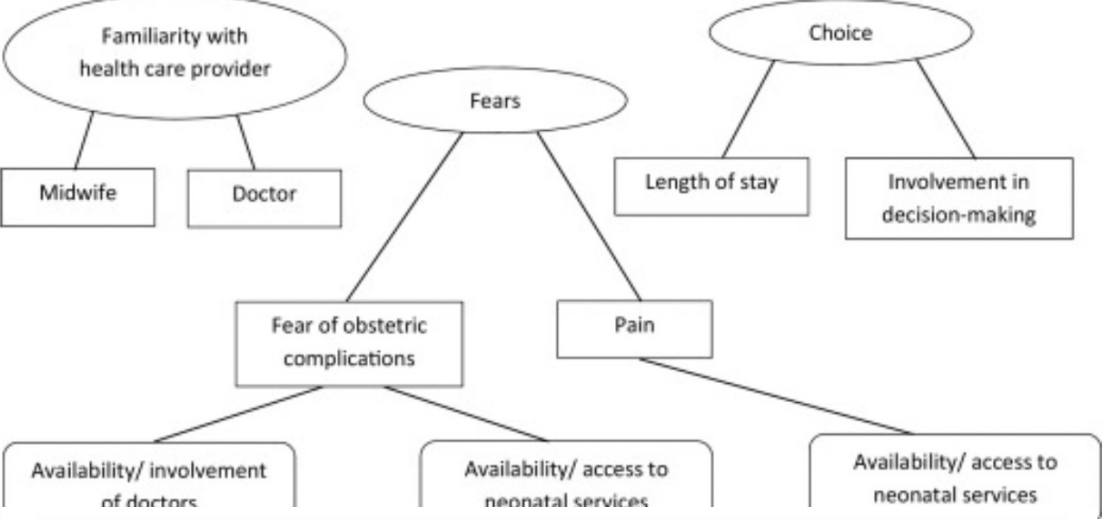 Familiarity with
health care provider
Choice
Fears
Midwife
Doctor
Length of stay
Involvement in
decision-making
Fear of obstetric
complications
Pain
Availability/ involvement
of doctors
Availability/ access to
neonatal services
Availability/ access to
neonatal services